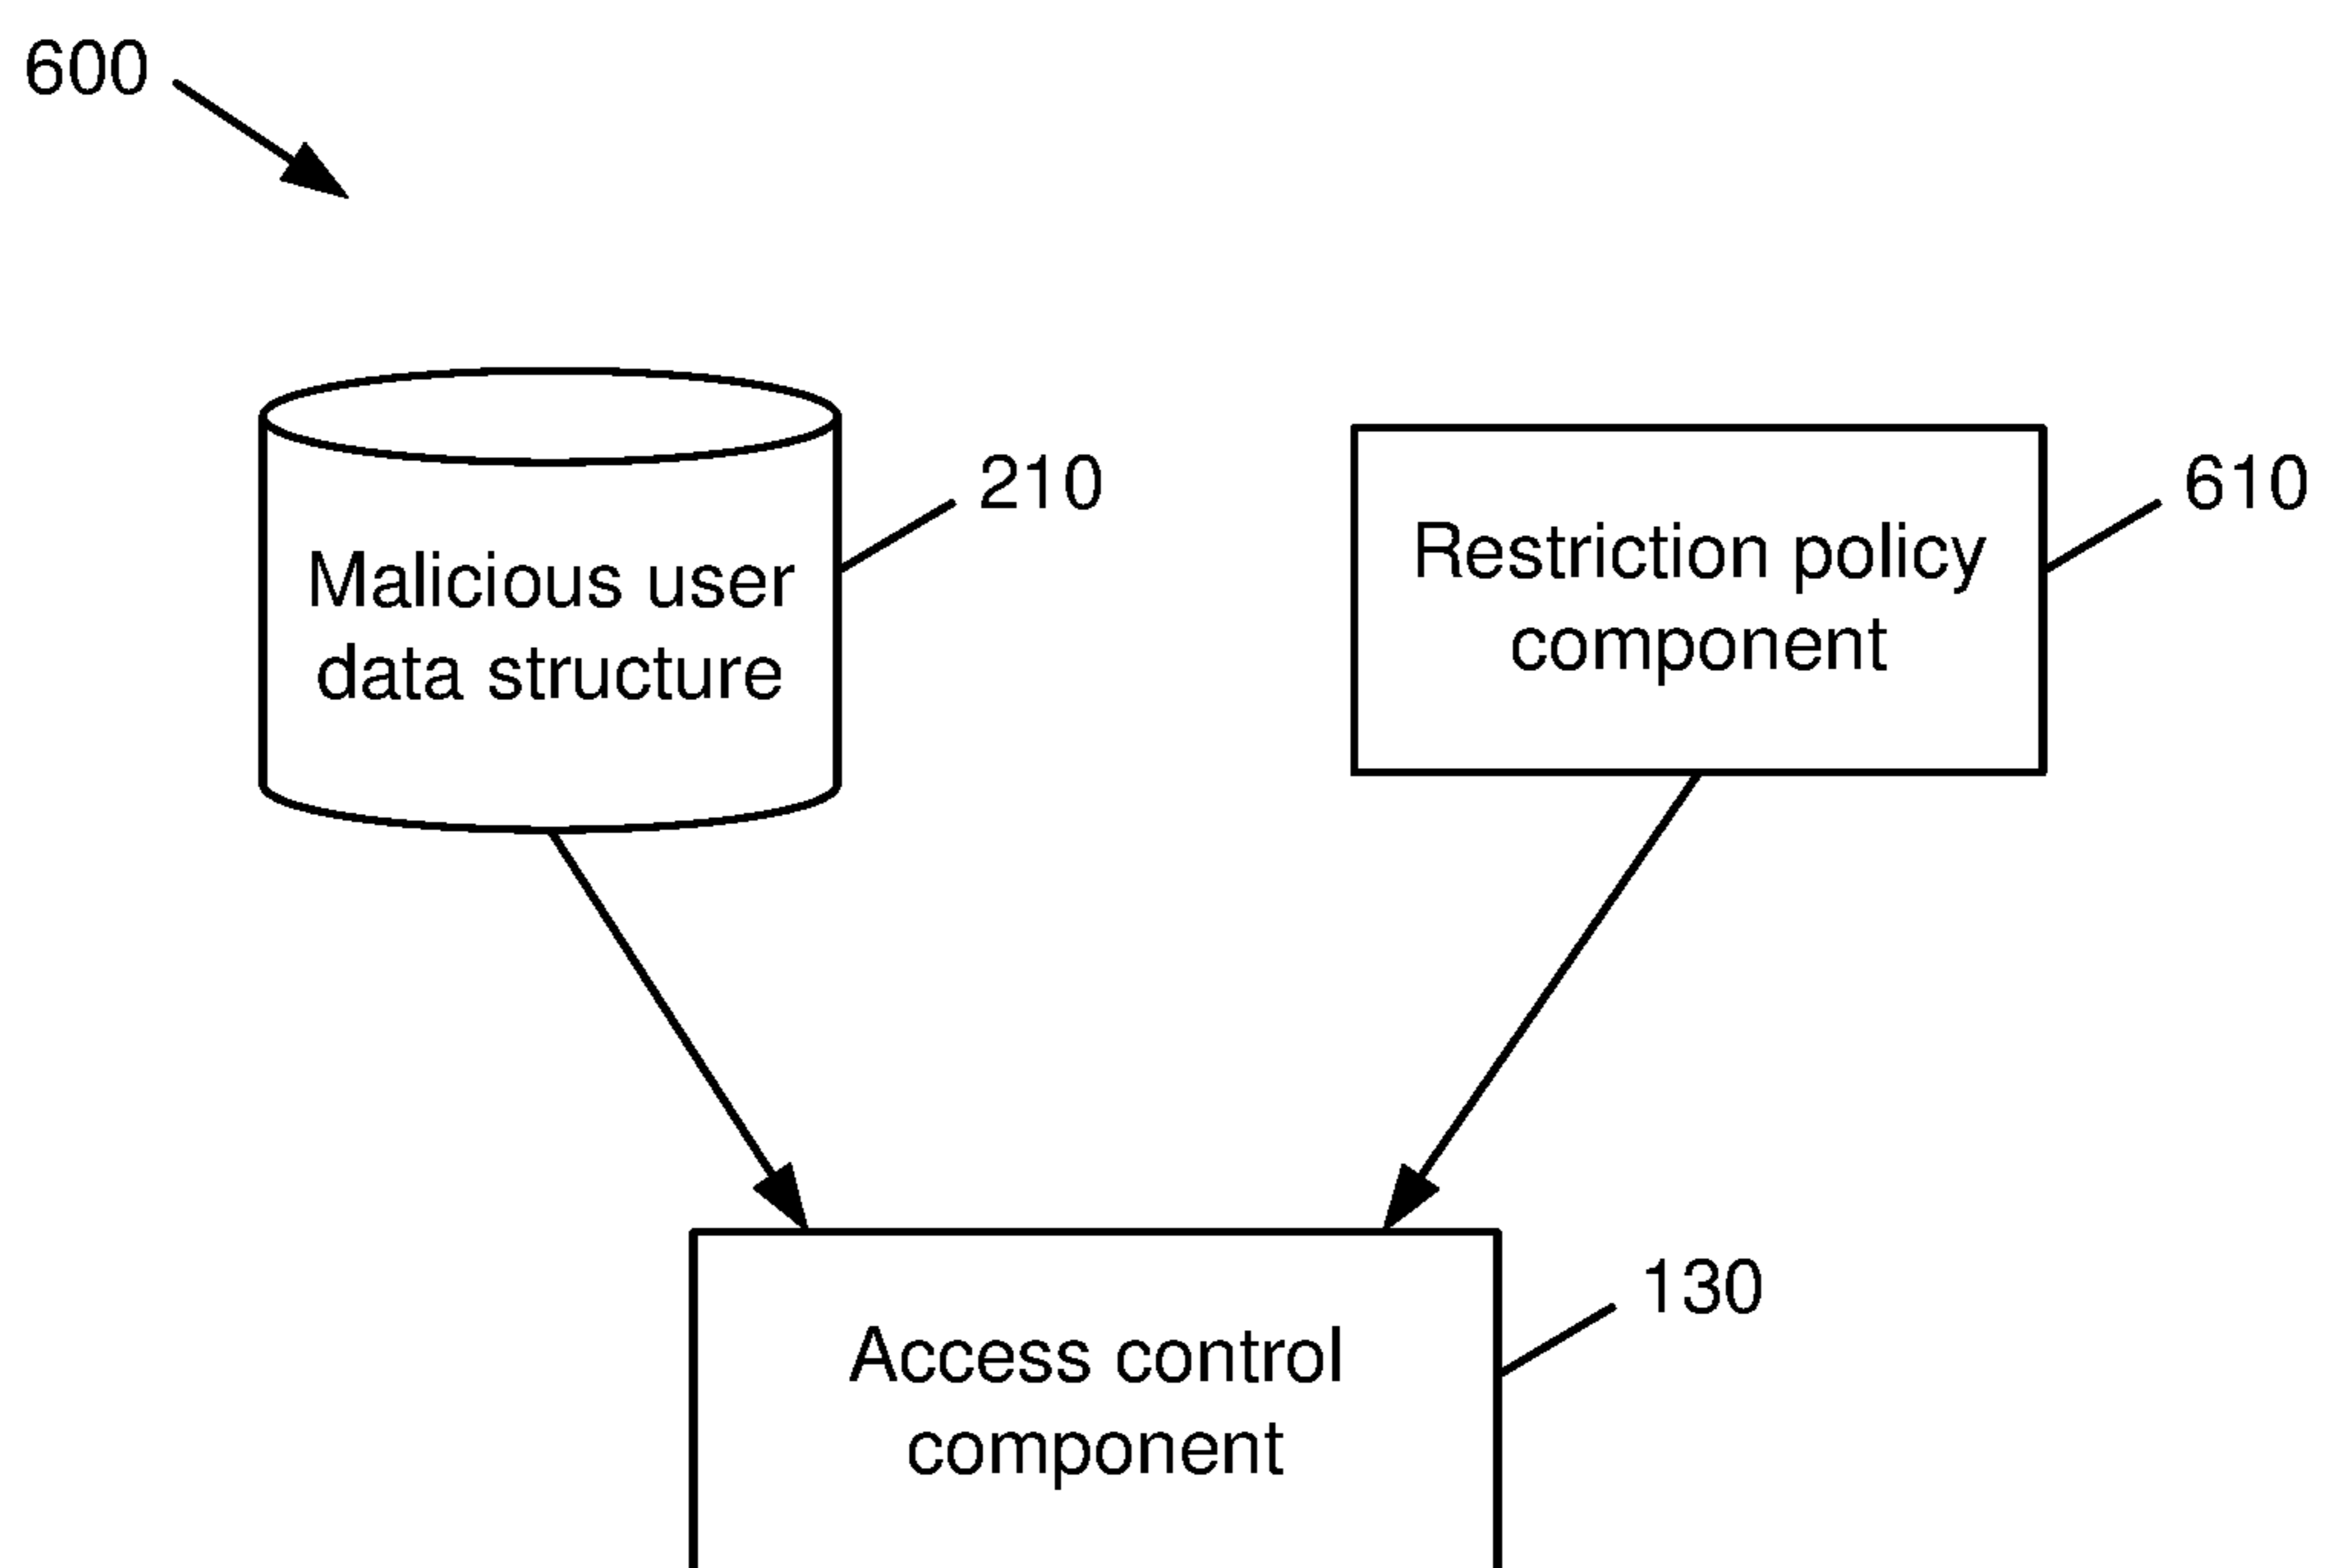 600
210
610
Malicious user
data structure
Restriction policy
component
130
Access control
component